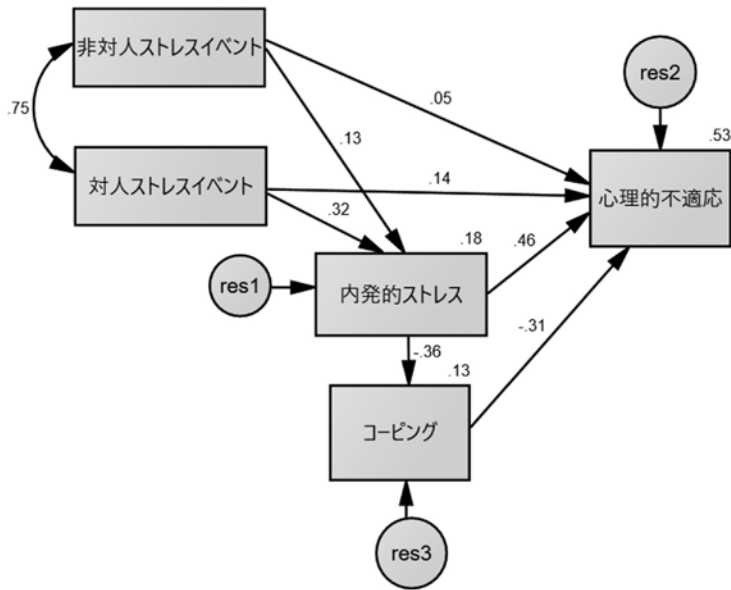 非対人ストレスイベント
res2
.75
.05
.53
.13
対人ストレスイベント
.14
心理的不適応
.32
.18
.46
res1
内発的ストレス
-.31
-.36
.13
コーピング
res3